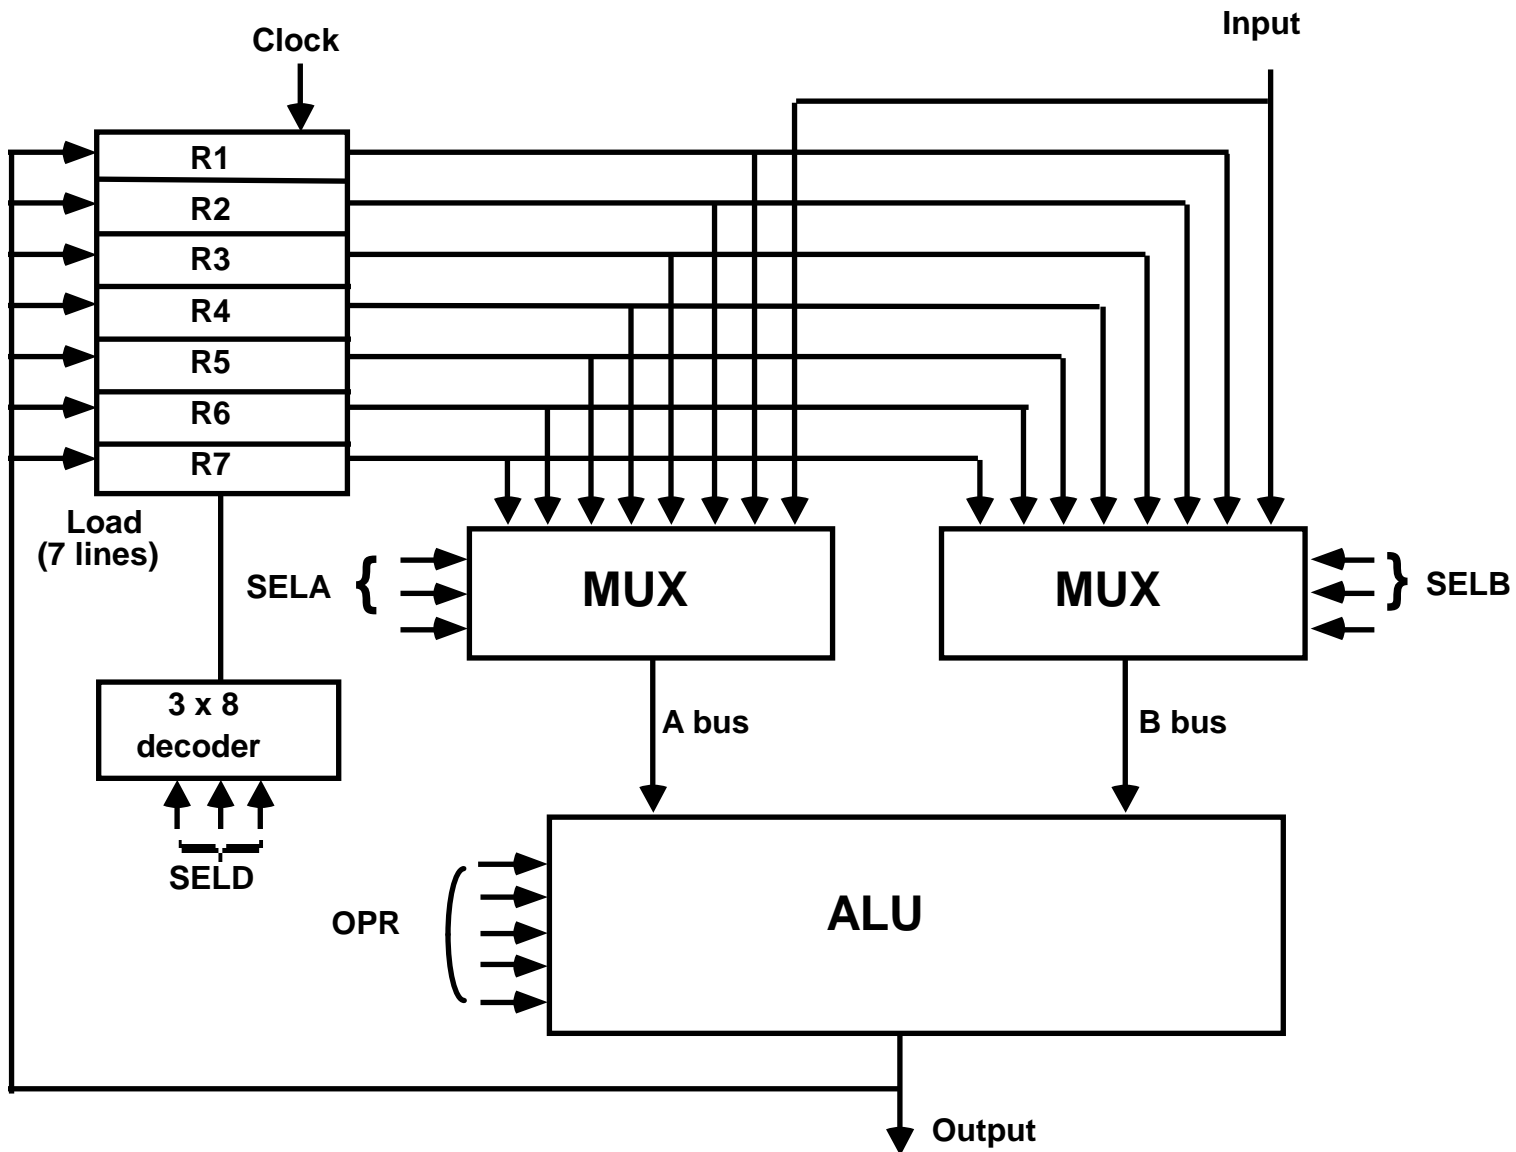 Clock
Input
R1
R2
R3
R4
R5
R6
R7
Load
(7 lines)
SELA {
MUX
MUX
} SELB
3 x 8
decoder
A bus
B bus
SELD
OPR
ALU
Output